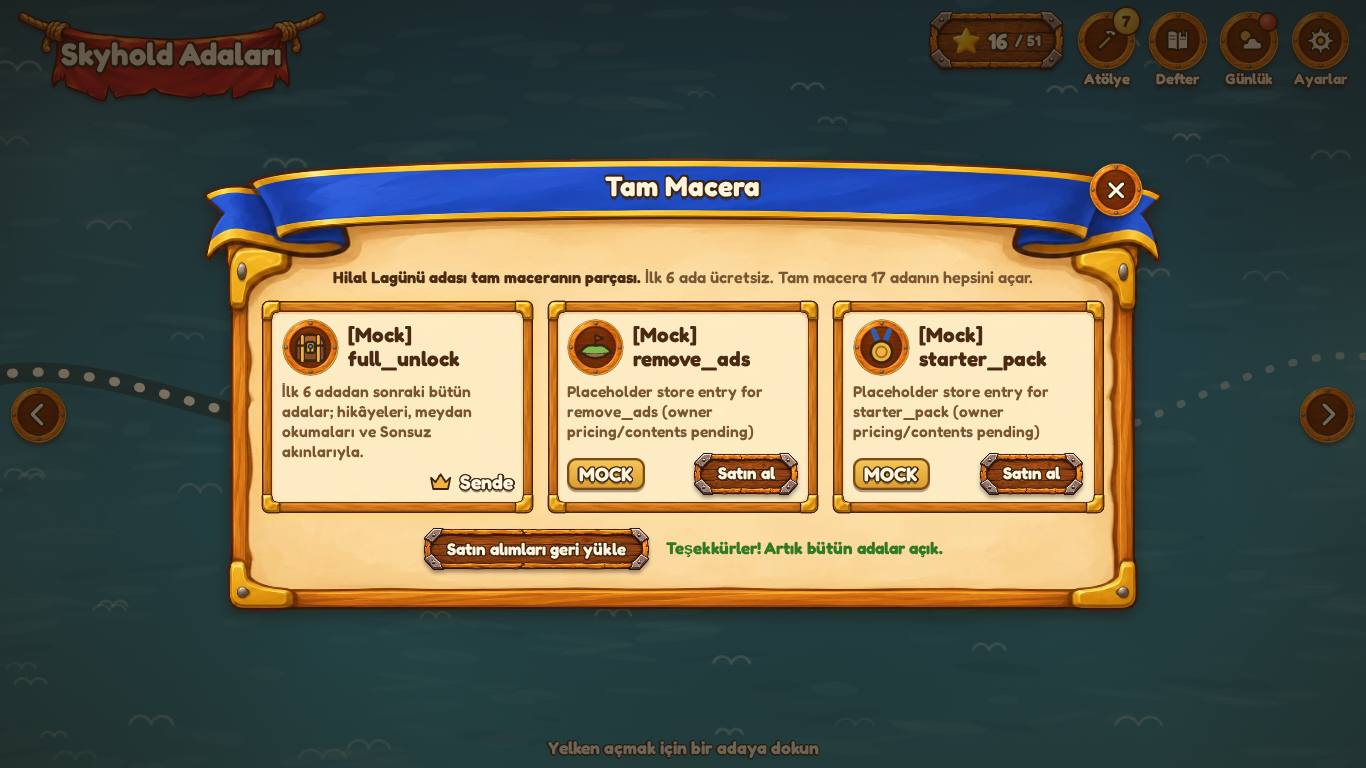 Skyhold Adaları
16 / 51
7
Atölye
Defter
Günlük
Ayarlar
Tam Macera
Hilal Lagünü adası tam maceranın parçası. İlk 6 ada ücretsiz. Tam macera 17 adanın hepsini açar.
[Mock]
full_unlock
İlk 6 adadan sonraki bütün
adalar; hikâyeleri, meydan
okumaları ve Sonsuz
akınlarıyla.
Sende
[Mock]
remove_ads
Placeholder store entry for
remove_ads (owner
pricing/contents pending)
MOCK
Satın al
[Mock]
starter_pack
Placeholder store entry for
starter_pack (owner
pricing/contents pending)
MOCK
Satın al
Satın alımları geri yükle
Teşekkürler! Artık bütün adalar açık.
Yelken açmak için bir adaya dokun